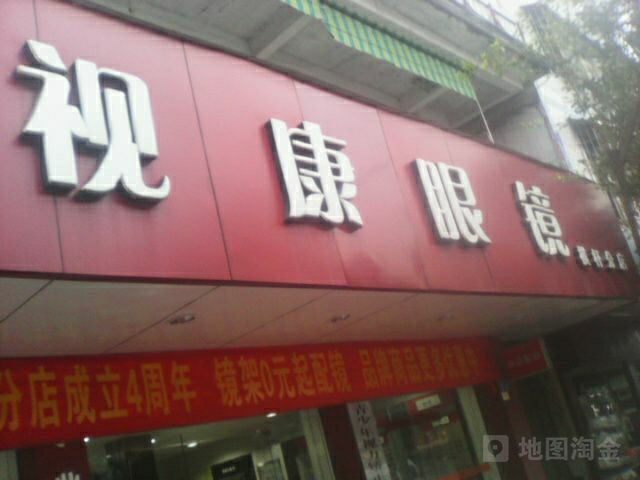 视康眼镜
分店成立4周年 镜架0元起配镜 品牌商品更多优惠中
地图淘金